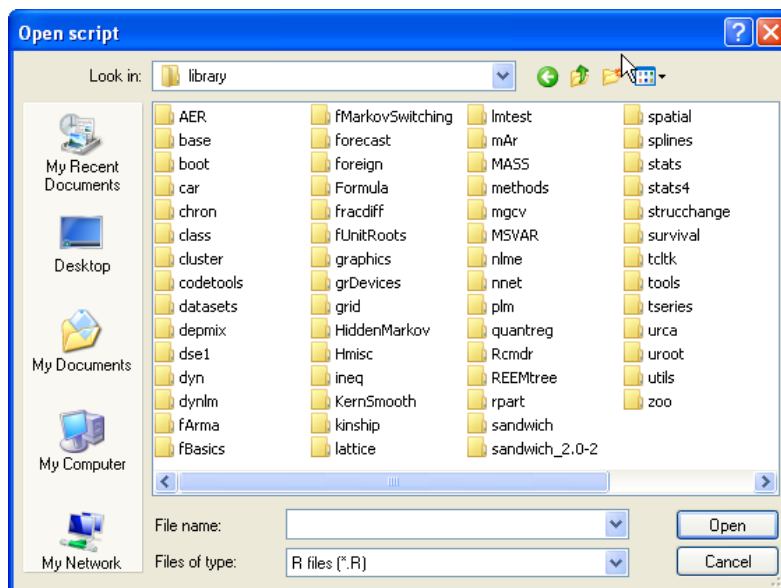 Open script
Look in:
library
My Recent
Documents
Desktop
My Documents
My Computer
My Network
AER
base
boot
car
chron
class
cluster
codetools
datasets
depmix
dse1
dyn
dynlm
fArma
fBasics
fMarkovSwitching
forecast
foreign
Formula
fracdiff
fUnitRoots
graphics
grDevices
grid
HiddenMarkov
Hmisc
ineq
KernSmooth
kinship
lattice
lmtest
mAr
MASS
methods
mgcv
MSVAR
nlme
nnet
plm
quantreg
Rcmdr
REEMtree
rpart
sandwich
sandwich_2.0-2
spatial
splines
stats
stats4
strucchange
survival
tcltk
tools
tseries
urca
uroot
utils
zoo
File name:
Open
Files of type:
R files (*.R)
Cancel